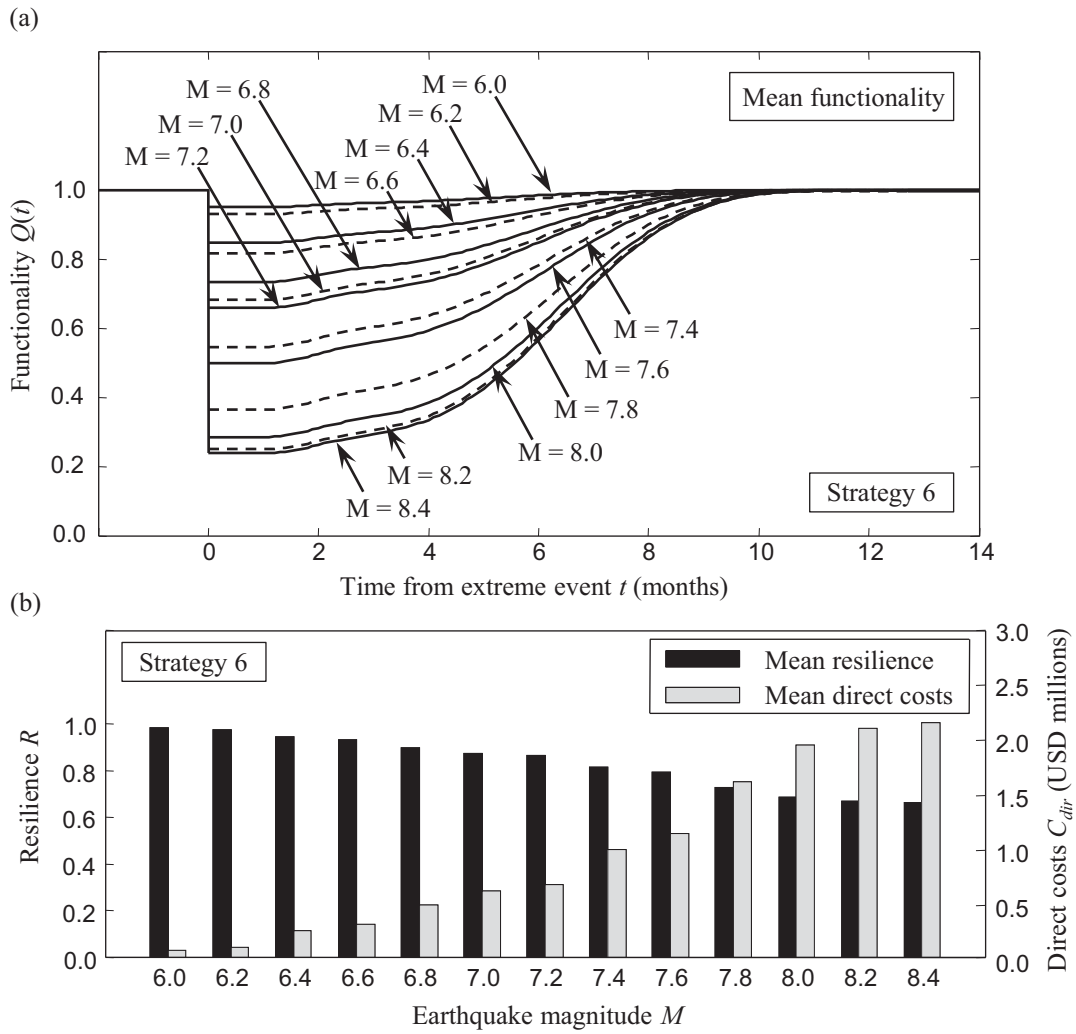 (a)
Mean functionality
M = 6.8
M = 6.0
M = 7.0
M = 6.2
M = 7.2
M = 6.4
M = 6.6
1.0
0.8
0.6
0.4
0.2
0.0
Functionality Q(t)
M = 7.4
M = 7.6
M = 7.8
M = 8.0
M = 8.2
M = 8.4
Strategy 6
0 2 4 6 8 10 12 14
Time from extreme event t (months)
(b)
Strategy 6
Mean resilience
Mean direct costs
1.0
0.8
0.6
0.4
0.2
0.0
Resilience R
3.0
2.5
2.0
1.5
1.0
0.5
0.0
Direct costs Cdir (USD millions)
6.0 6.2 6.4 6.6 6.8 7.0 7.2 7.4 7.6 7.8 8.0 8.2 8.4
Earthquake magnitude M